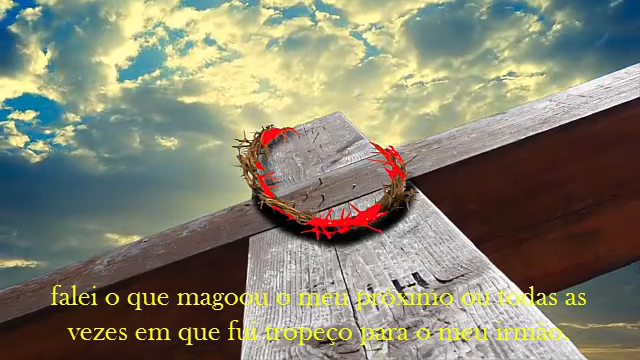 falei o que magoou o meu próximo ou todas as
vezes em que fui tropeço para o meu irmão.